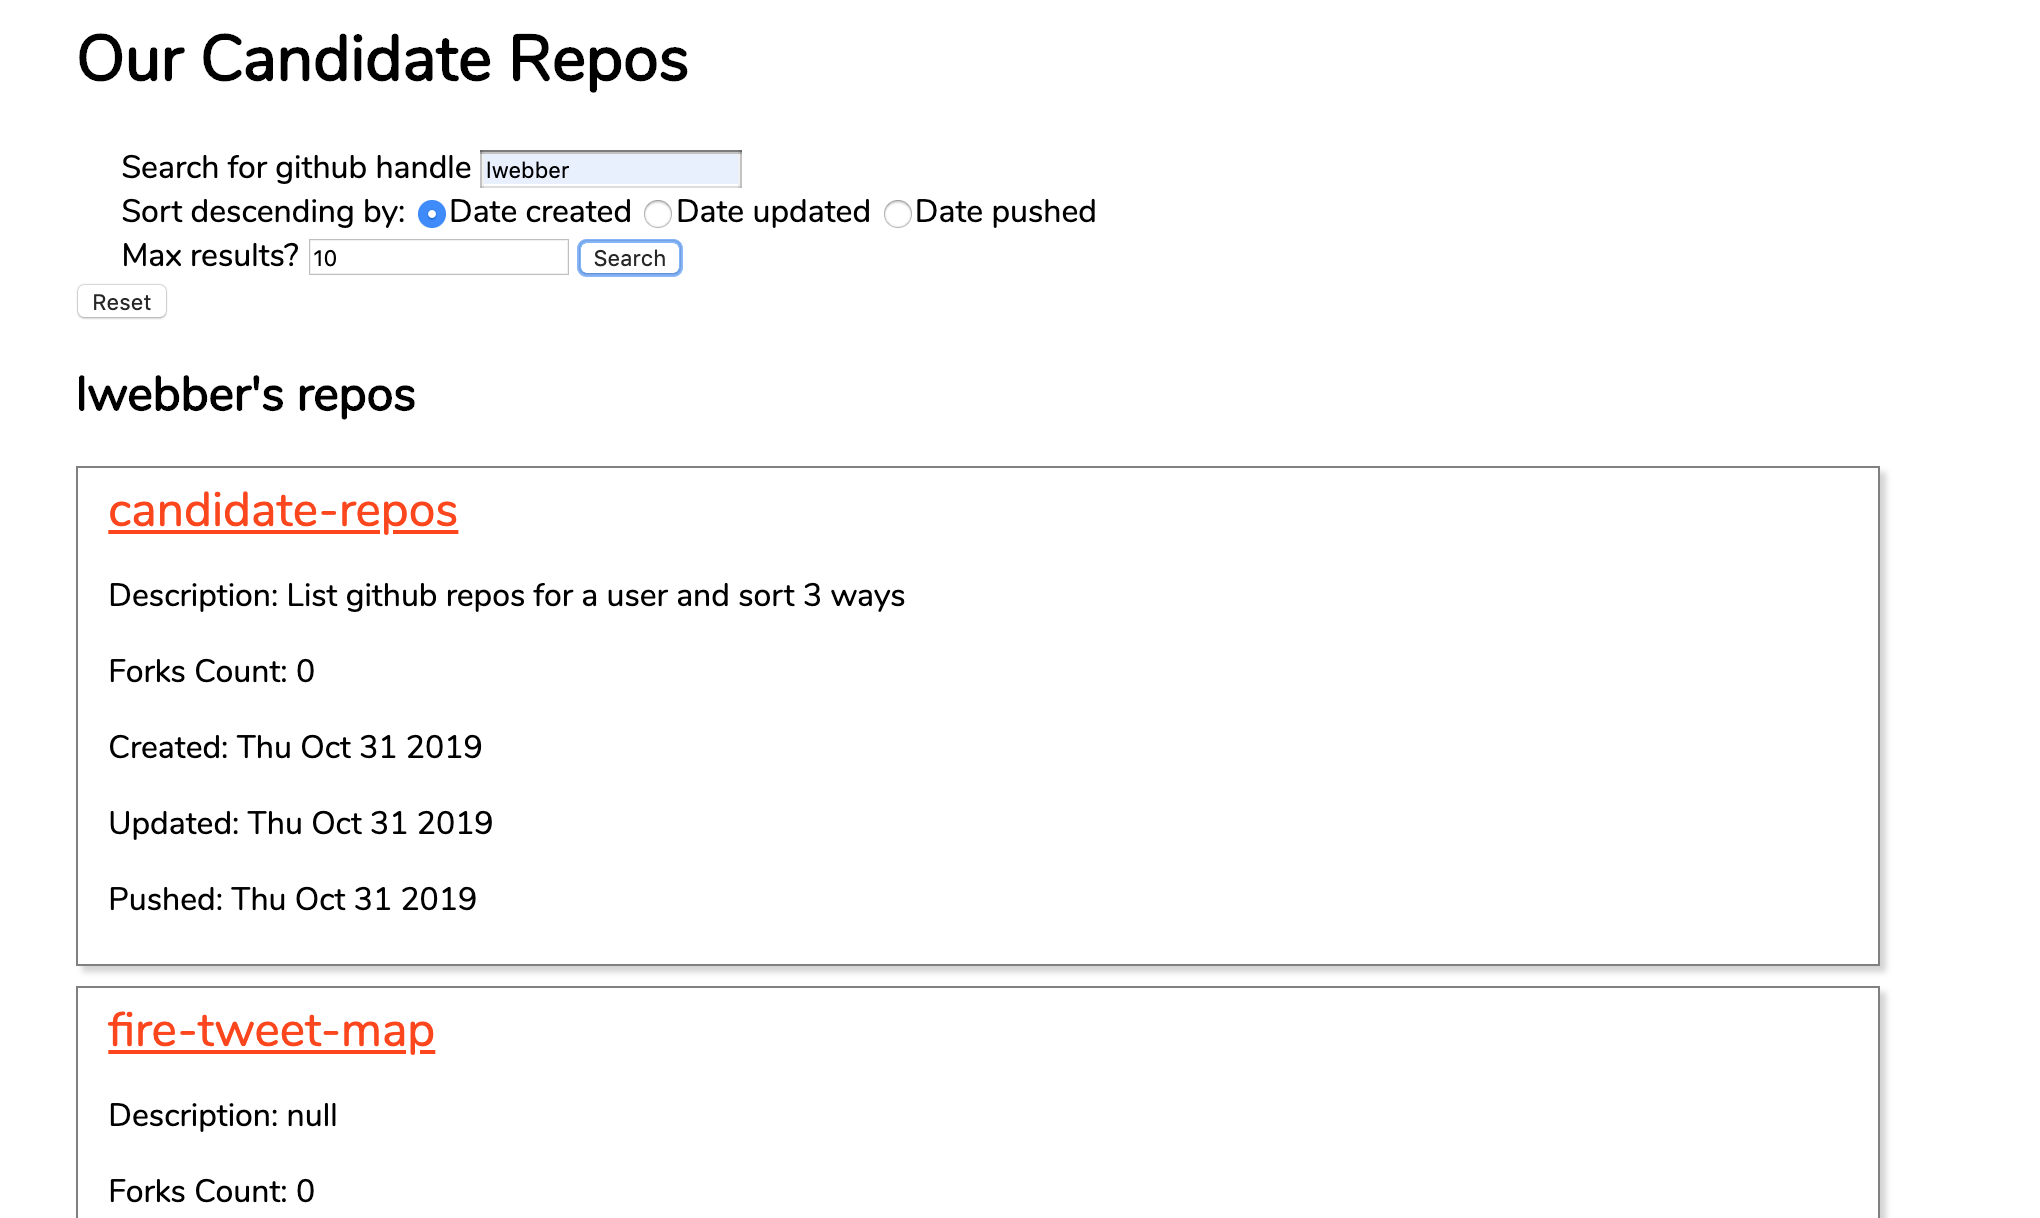 Our Candidate Repos
Search for github handle lwebber
Sort descending by: Date created Date updated Date pushed
Max results? 10 Search
Reset
lwebber's repos
candidate-repos
Description: List github repos for a user and sort 3 ways
Forks Count: 0
Created: Thu Oct 31 2019
Updated: Thu Oct 31 2019
Pushed: Thu Oct 31 2019
fire-tweet-map
Description: null
Forks Count: 0